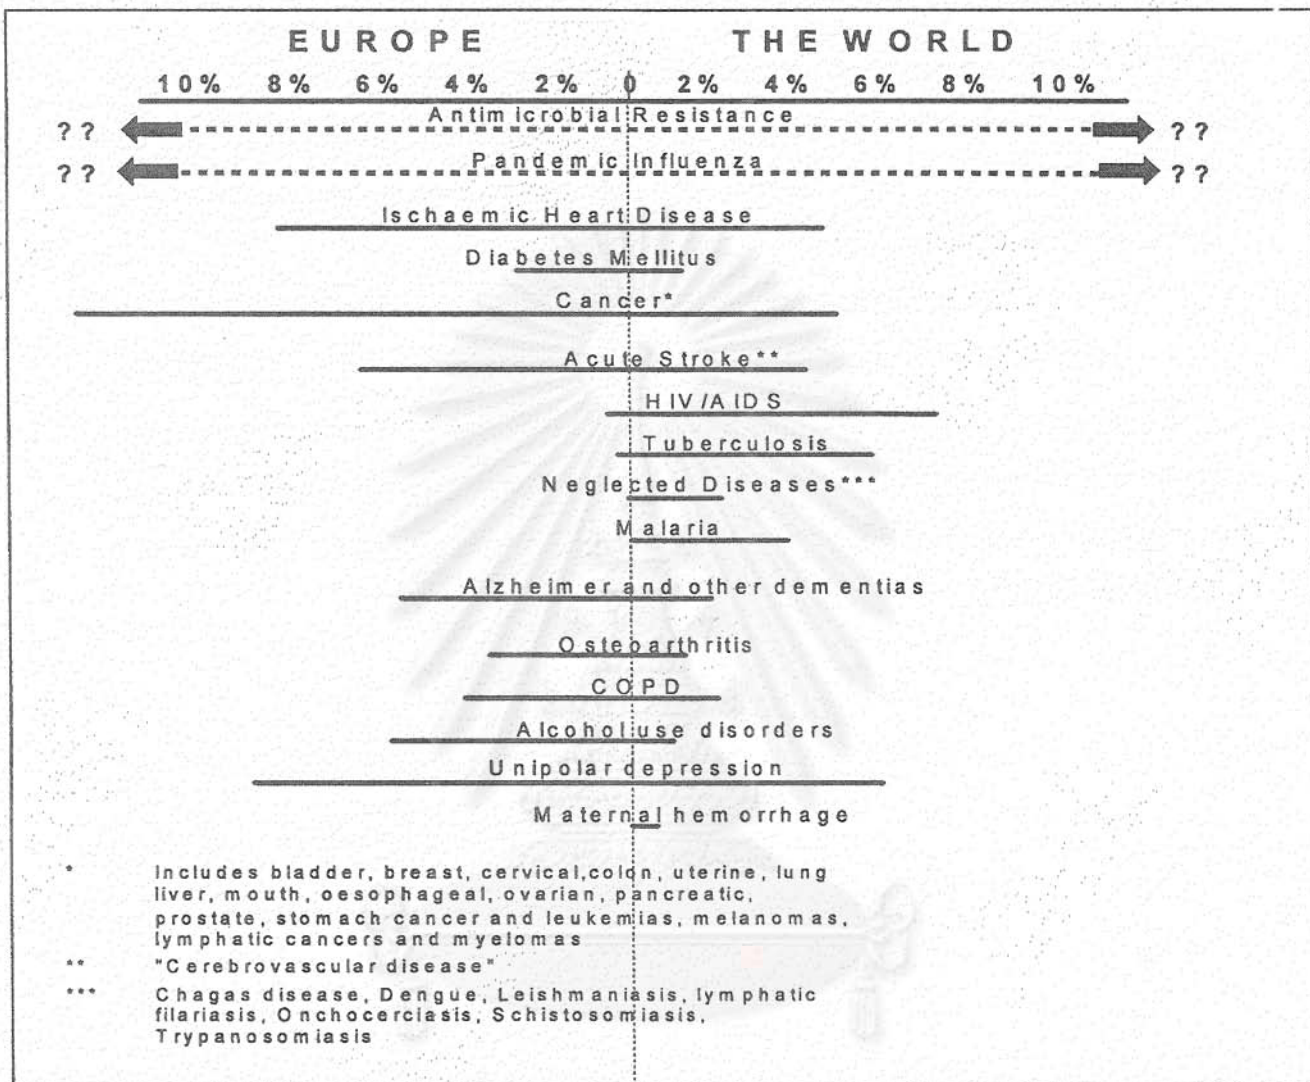 EUROPE THE WORLD
10% 8% 6% 4% 2% 0 2% 4% 6% 8% 10%
Antimicrobial Resistance
?? ??
Pandemic Influenza
?? ??
Ischaemic Heart Disease
Diabetes Mellitus
Cancer*
Acute Stroke**
HIV/AIDS
Tuberculosis
Neglected Diseases***
Malaria
Alzheimer and other dementias
Osteoarthritis
COPD
Alcohol use disorders
Unipolar depression
Maternal hemorrhage
* Includes bladder, breast, cervical,colon, uterine, lung
liver, mouth, oesophageal, ovarian, pancreatic,
prostate, stomach cancer and leukemias, melanomas,
lymphatic cancers and myelomas
** "Cerebrovascular disease"
*** Chagas disease, Dengue, Leishmaniasis, lymphatic
filariasis, Onchocerciasis, Schistosomiasis,
Trypanosomiasis